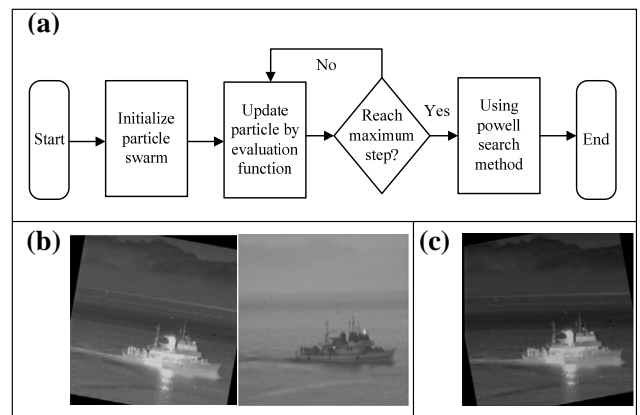 (a)
No
Start
Initialize
particle
swarm
Update
particle by
evaluation
function
Reach
maximum
step?
Yes
Using
powell
search
method
End
(b)
(c)